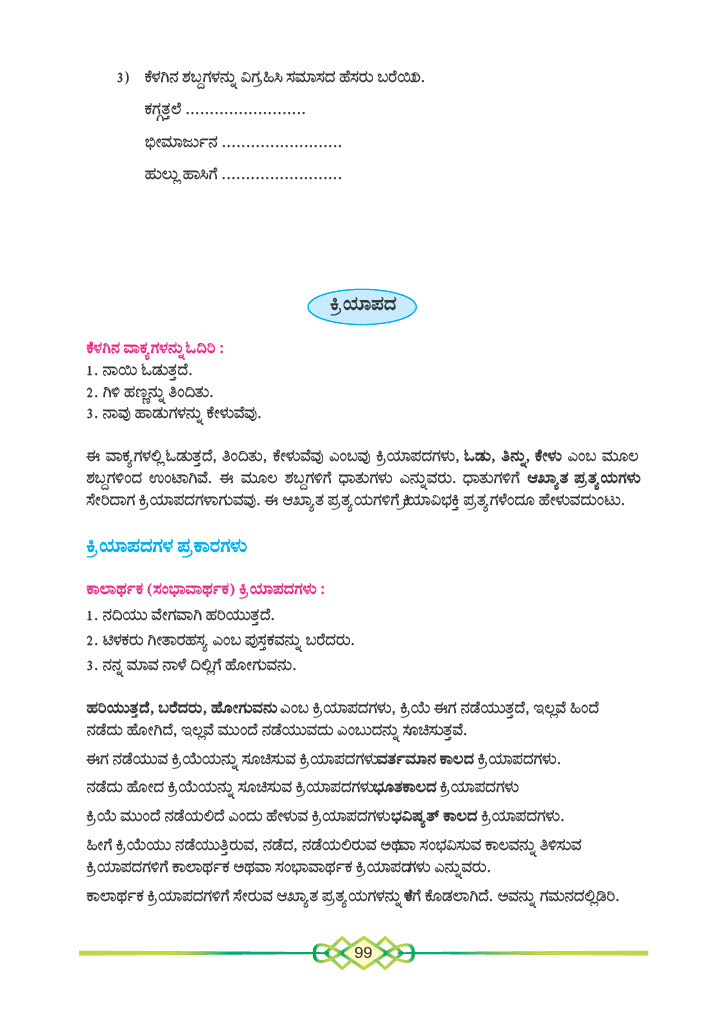 3) ಕೆಳಗಿನ ಶಬ್ದಗಳನ್ನು ವಿಗ್ರಹಿಸಿ ಸಮಾಸದ ಹೆಸರು ಬರೆಯಿರಿ.
ಕಗ್ಗತ್ತಲೆ .........................
ಭೀಮಾರ್ಜುನ .........................
ಹುಲ್ಲುಹಾಸಿಗೆ .........................
ಕ್ರಿಯಾಪದ
ಕೆಳಗಿನ ವಾಕ್ಯಗಳನ್ನು ಓದಿರಿ :
1. ನಾಯಿ ಓಡುತ್ತದೆ.
2. ಗಿಳಿ ಹಣ್ಣನ್ನು ತಿಂದಿತು.
3. ನಾವು ಹಾಡುಗಳನ್ನು ಕೇಳುವೆವು.
ಈ ವಾಕ್ಯಗಳಲ್ಲಿ ಓಡುತ್ತದೆ, ತಿಂದಿತು, ಕೇಳುವೆವು ಎಂಬವು ಕ್ರಿಯಾಪದಗಳು, ಓಡು, ತಿನ್ನು, ಕೇಳು ಎಂಬ ಮೂಲ
ಶಬ್ದಗಳಿಂದ ಉಂಟಾಗಿವೆ. ಈ ಮೂಲ ಶಬ್ದಗಳಿಗೆ ಧಾತುಗಳು ಎನ್ನುವರು. ಧಾತುಗಳಿಗೆ ಆಖ್ಯಾತ ಪ್ರತ್ಯಯಗಳು
ಸೇರಿದಾಗ ಕ್ರಿಯಾಪದಗಳಾಗುವವು. ಈ ಆಖ್ಯಾತ ಪ್ರತ್ಯಯಗಳಿಗೆ ಕ್ರಿಯಾವಿಭಕ್ತಿ ಪ್ರತ್ಯಗಳೆಂದೂ ಹೇಳುವದುಂಟು.
ಕ್ರಿಯಾಪದಗಳ ಪ್ರಕಾರಗಳು
ಕಾಲಾರ್ಥಕ (ಸಂಭಾವಾರ್ಥಕ) ಕ್ರಿಯಾಪದಗಳು :
1. ನದಿಯು ವೇಗವಾಗಿ ಹರಿಯುತ್ತದೆ.
2. ಟಿಳಕರು ಗೀತಾರಹಸ್ಯ ಎಂಬ ಪುಸ್ತಕವನ್ನು ಬರೆದರು.
3. ನನ್ನ ಮಾವ ನಾಳೆ ದಿಲ್ಲಿಗೆ ಹೋಗುವನು.
ಹರಿಯುತ್ತದೆ, ಬರೆದರು, ಹೋಗುವನು ಎಂಬ ಕ್ರಿಯಾಪದಗಳು, ಕ್ರಿಯೆ ಈಗ ನಡೆಯುತ್ತದೆ, ಇಲ್ಲವೆ ಹಿಂದೆ
ನಡೆದು ಹೋಗಿದೆ, ಇಲ್ಲವೆ ಮುಂದೆ ನಡೆಯುವದು ಎಂಬುದನ್ನು ಸೂಚಿಸುತ್ತವೆ.
ಈಗ ನಡೆಯುವ ಕ್ರಿಯೆಯನ್ನು ಸೂಚಿಸುವ ಕ್ರಿಯಾಪದಗಳು ವರ್ತಮಾನ ಕಾಲದ ಕ್ರಿಯಾಪದಗಳು.
ನಡೆದು ಹೋದ ಕ್ರಿಯೆಯನ್ನು ಸೂಚಿಸುವ ಕ್ರಿಯಾಪದಗಳು ಭೂತಕಾಲದ ಕ್ರಿಯಾಪದಗಳು
ಕ್ರಿಯೆ ಮುಂದೆ ನಡೆಯಲಿದೆ ಎಂದು ಹೇಳುವ ಕ್ರಿಯಾಪದಗಳು ಭವಿಷ್ಯತ್ ಕಾಲದ ಕ್ರಿಯಾಪದಗಳು.
ಹೀಗೆ ಕ್ರಿಯೆಯು ನಡೆಯುತ್ತಿರುವ, ನಡೆದ, ನಡೆಯಲಿರುವ ಅಥವಾ ಸಂಭವಿಸುವ ಕಾಲವನ್ನು ತಿಳಿಸುವ
ಕ್ರಿಯಾಪದಗಳಿಗೆ ಕಾಲಾರ್ಥಕ ಅಥವಾ ಸಂಭಾವಾರ್ಥಕ ಕ್ರಿಯಾಪದಗಳು ಎನ್ನುವರು.
ಕಾಲಾರ್ಥಕ ಕ್ರಿಯಾಪದಗಳಿಗೆ ಸೇರುವ ಆಖ್ಯಾತ ಪ್ರತ್ಯಯಗಳನ್ನು ಕೆಳಗೆ ಕೊಡಲಾಗಿದೆ. ಅವನ್ನು ಗಮನದಲ್ಲಿಡಿರಿ.
99